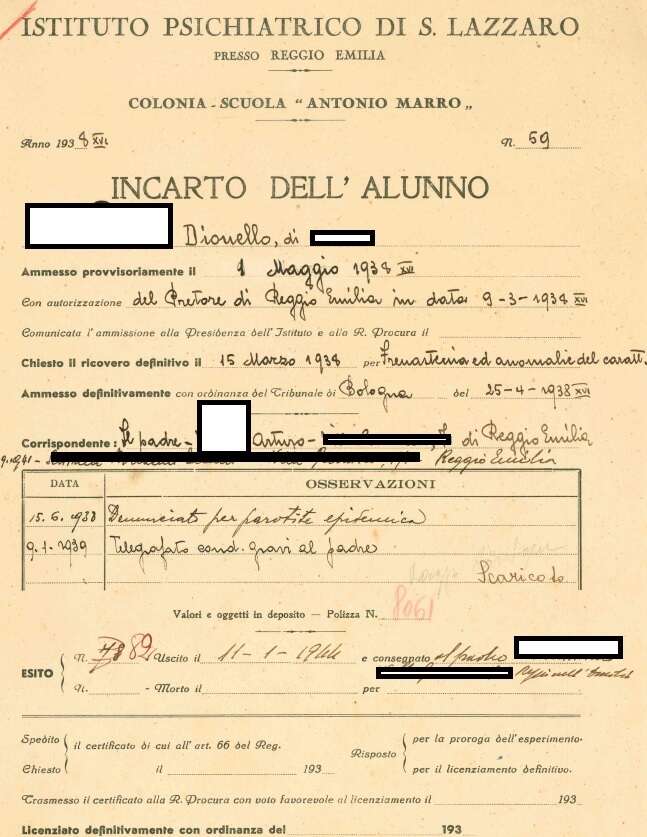 ISTITUTO PSICHIATRICO DI S. LAZZARO
PRESSO REGGIO EMILIA
COLONIA - SCUOLA " ANTONIO MARRO „
Anno 1938 XVI N. 59
INCARTO DELL' ALUNNO
Dionello, di
Ammesso provvisoriamente il 1 Maggio 1938 XVI
Con autorizzazione del Pretore di Reggio Emilia in data 9-3-1938 XVI
Comunicata l'ammissione alla Presidenza dell'Istituto e alla R. Procura il
Chiesto il ricovero definitivo il 15 Marzo 1938 per Frenastenia ed anomalie del caratt.
Ammesso definitivamente con ordinanza del Tribunale di Bologna del 25-4-1938 XVI
Corrispondente: Il padre - Arturo - di Reggio Emilia
Reggio Emilia
DATA OSSERVAZIONI
15.6.1938 Denunciato per parotite epidemica
9.1.1939 Telegrafato cond. gravi al padre
Scaricato
Valori e oggetti in deposito — Polizza N. 8061
ESITO
N. 82 Uscito il 11-1-1944 e consegnato al padre
N. - Morto il per
Spedito il certificato di cui all'art. 66 del Reg. Risposto per la proroga dell'esperimento.
Chiesto il 193 per il licenziamento definitivo.
Trasmesso il certificato alla R. Procura con voto favorevole al licenziamento il 193
Licenziato definitivamente con ordinanza del 193